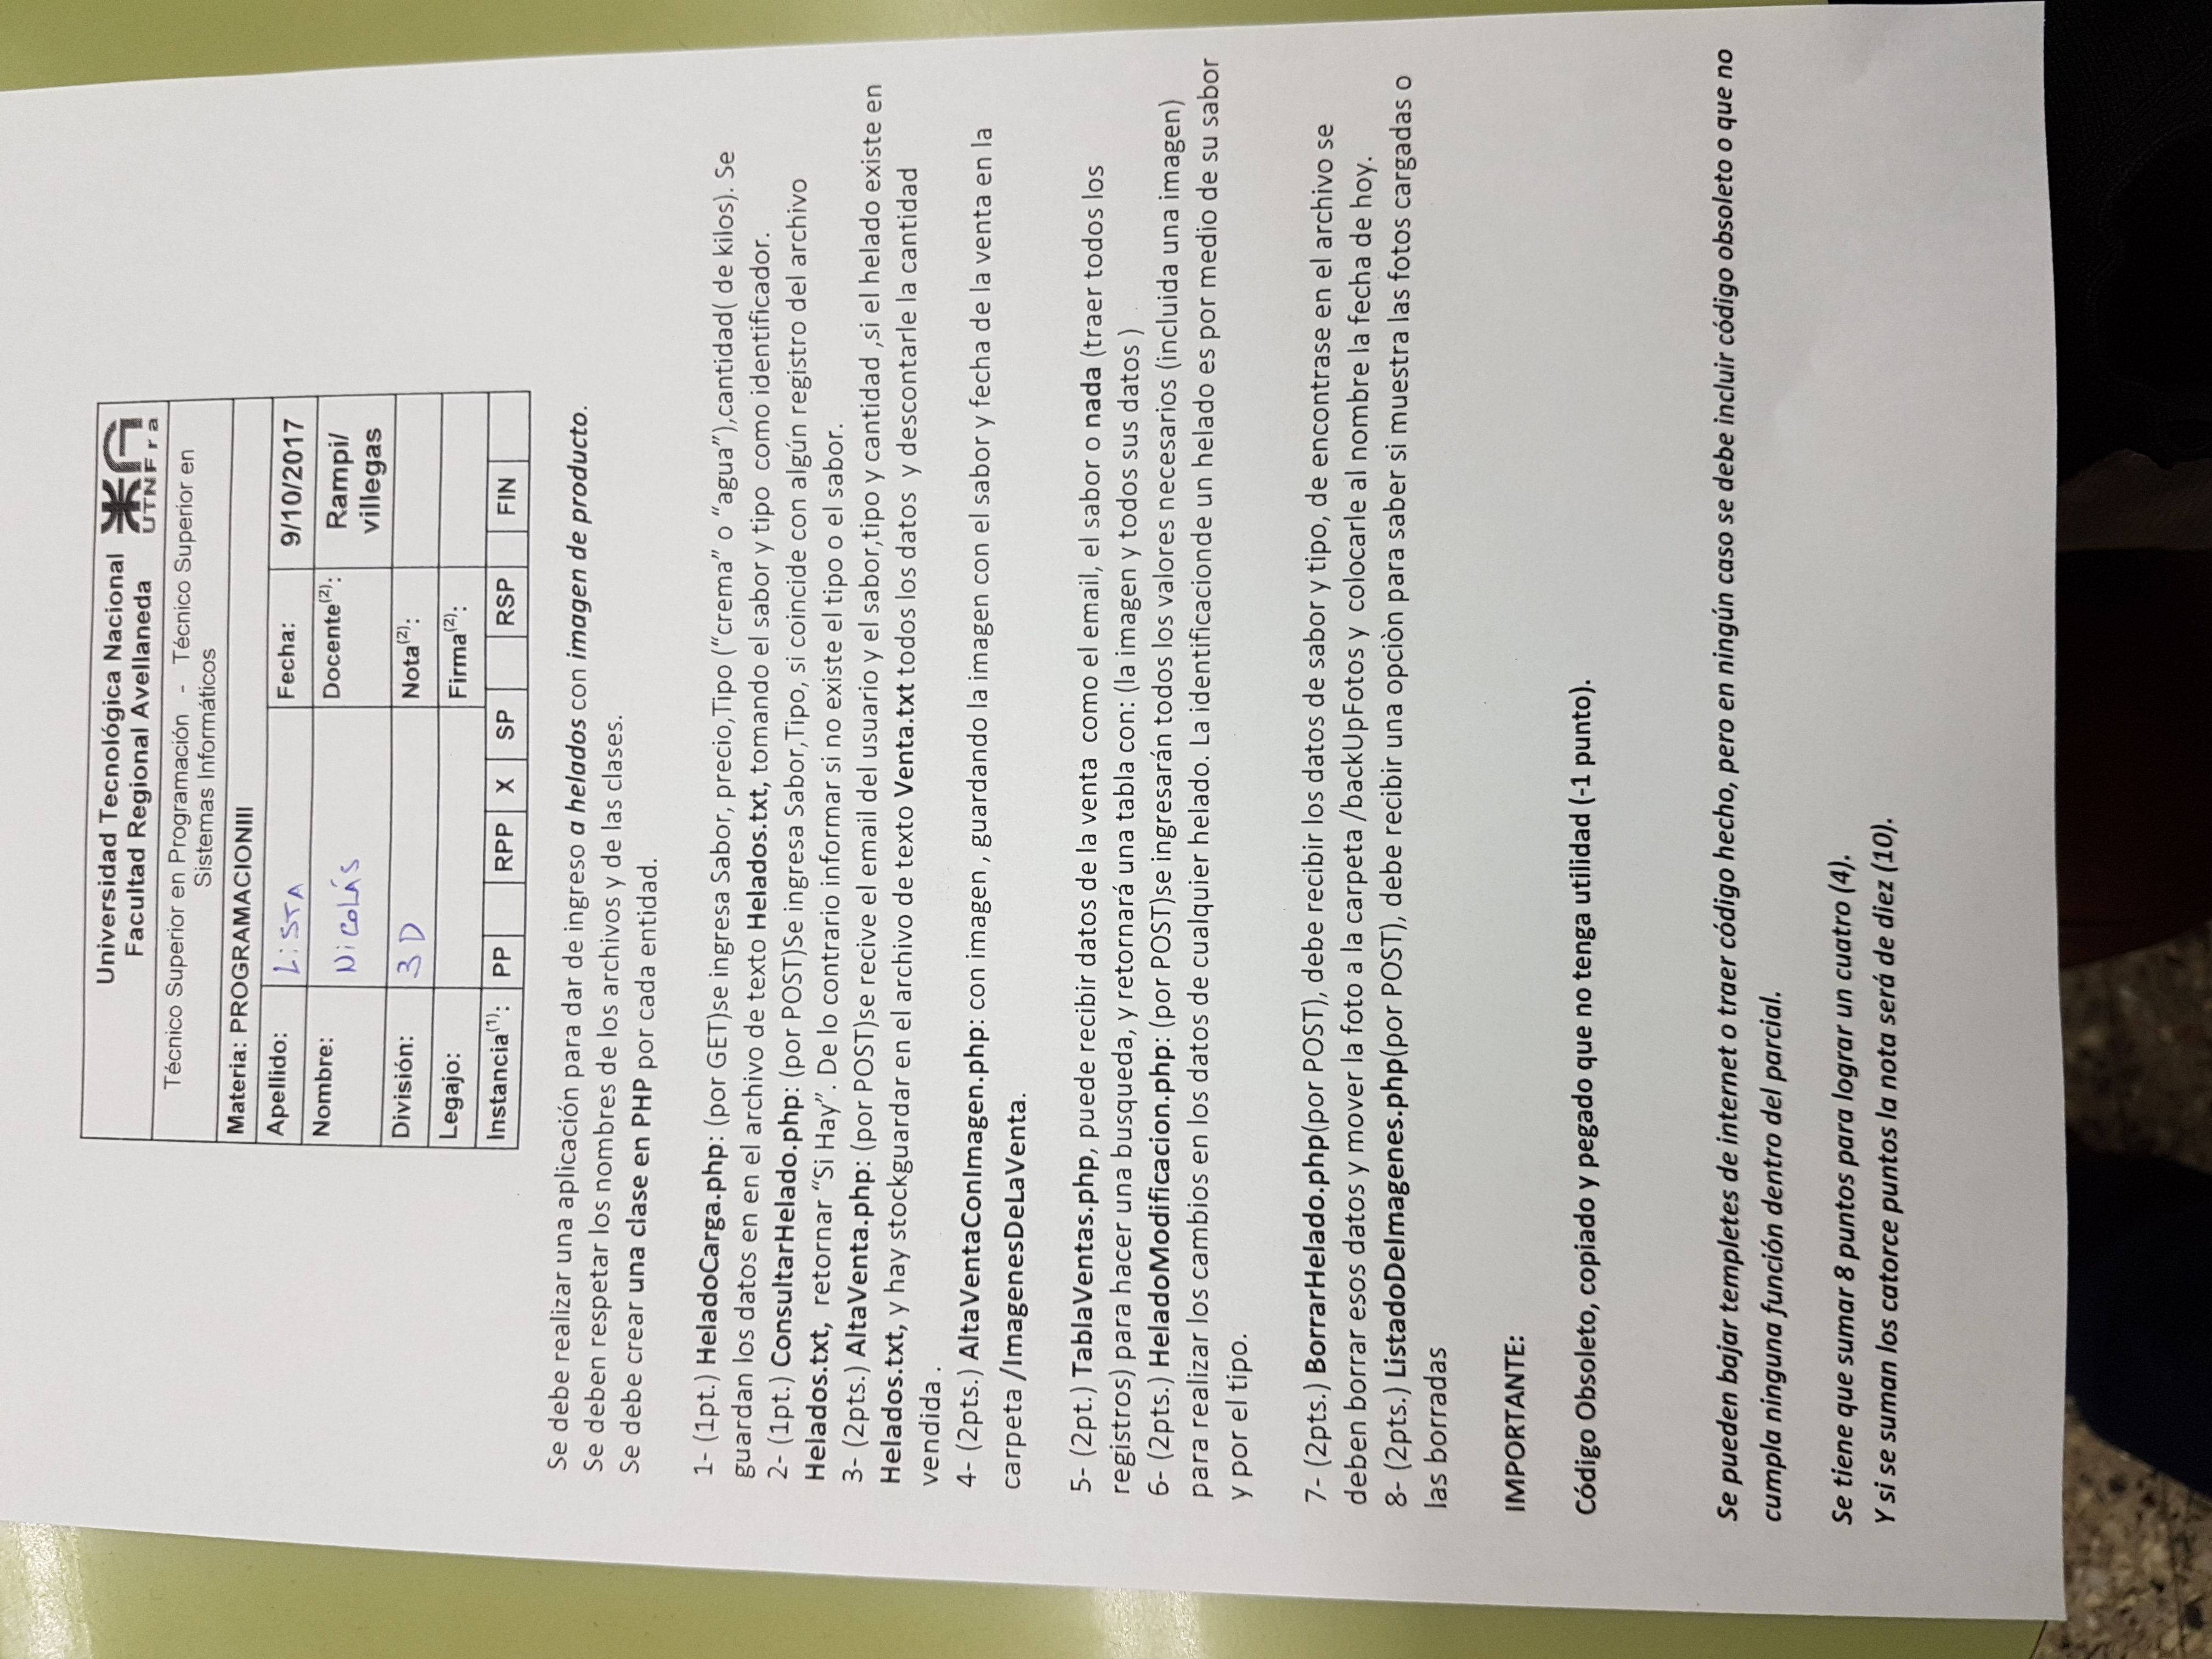 Universidad Tecnológica Nacional
Facultad Regional Avellaneda
UTNFra
Técnico Superior en Programación - Técnico Superior en
Sistemas Informáticos
Materia: PROGRAMACIONIII
Apellido: LiSTA Fecha: 9/10/2017
Nombre: NiCOLÁS Docente(2): Rampi/
villegas
División: 3 D Nota(2):
Legajo: Firma(2):
Instancia(1): PP RPP X SP RSP FIN
Se debe realizar una aplicación para dar de ingreso a helados con imagen de producto.
Se deben respetar los nombres de los archivos y de las clases.
Se debe crear una clase en PHP por cada entidad.
1- (1pt.) HeladoCarga.php: (por GET)se ingresa Sabor, precio,Tipo (“crema” o “agua”),cantidad( de kilos). Se
guardan los datos en en el archivo de texto Helados.txt, tomando el sabor y tipo como identificador.
2- (1pt.) ConsultarHelado.php: (por POST)Se ingresa Sabor,Tipo, si coincide con algún registro del archivo
Helados.txt, retornar “Si Hay”. De lo contrario informar si no existe el tipo o el sabor.
3- (2pts.) AltaVenta.php: (por POST)se recive el email del usuario y el sabor,tipo y cantidad ,si el helado existe en
Helados.txt, y hay stockguardar en el archivo de texto Venta.txt todos los datos y descontarle la cantidad
vendida .
4- (2pts.) AltaVentaConImagen.php: con imagen , guardando la imagen con el sabor y fecha de la venta en la
carpeta /ImagenesDeLaVenta.
5- (2pt.) TablaVentas.php, puede recibir datos de la venta como el email, el sabor o nada (traer todos los
registros) para hacer una busqueda, y retornará una tabla con: (la imagen y todos sus datos )
6- (2pts.) HeladoModificacion.php: (por POST)se ingresarán todos los valores necesarios (incluida una imagen)
para realizar los cambios en los datos de cualquier helado. La identificacionde un helado es por medio de su sabor
y por el tipo.
7- (2pts.) BorrarHelado.php(por POST), debe recibir los datos de sabor y tipo, de encontrase en el archivo se
deben borrar esos datos y mover la foto a la carpeta /backUpFotos y colocarle al nombre la fecha de hoy.
8- (2pts.) ListadoDeImagenes.php(por POST), debe recibir una opciòn para saber si muestra las fotos cargadas o
las borradas
IMPORTANTE:
Código Obsoleto, copiado y pegado que no tenga utilidad (-1 punto).
Se pueden bajar templetes de internet o traer código hecho, pero en ningún caso se debe incluir código obsoleto o que no
cumpla ninguna función dentro del parcial.
Se tiene que sumar 8 puntos para lograr un cuatro (4).
Y si se suman los catorce puntos la nota será de diez (10).